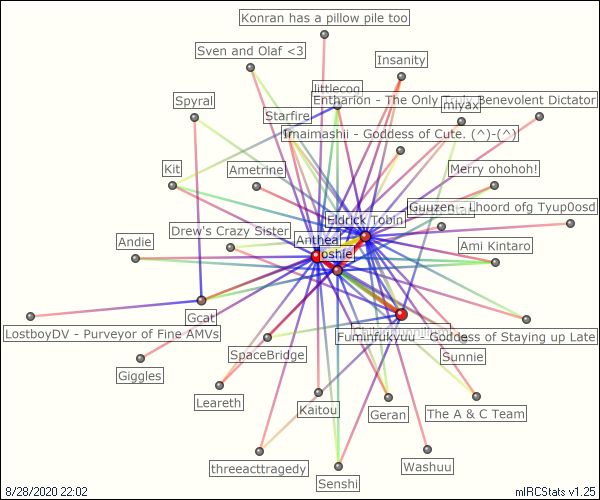 Konran has a pillow pile too
Sven and Olaf <3
Insanity
littlecog
Entharion - The Only Truly Benevolent Dictator
Spyral
miyax
Starfire
Imaimashii - Goddess of Cute. (^)-(^)
Kit
Ametrine
Merry ohohoh!
Guuzen - Lhoord ofg Tyup0osd
Eldrick Tobin
Drew's Crazy Sister
Andie
Anthea
Ami Kintaro
oshie
Gcat
LostboyDV - Purveyor of Fine AMVs
Fuminfukyuu - Goddess of Staying up Late
SpaceBridge
Sunnie
Giggles
Leareth
Kaitou
Geran
The A & C Team
threeacttragedy
Senshi
Washuu
8/28/2020 22:02
mIRCStats v1.25